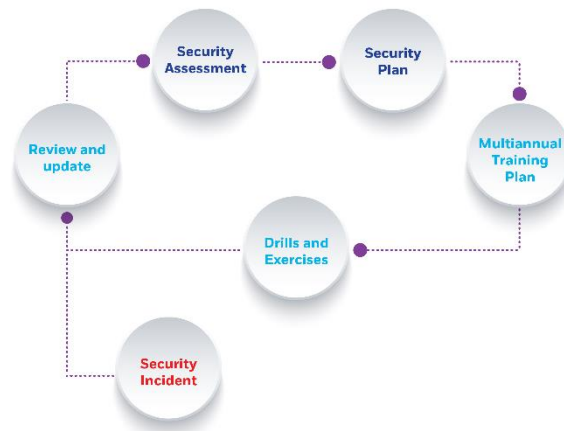 Security
Assessment
Security
Plan
Review and
update
Multiannual
Training
Plan
Drills and
Exercises
Security
Incident